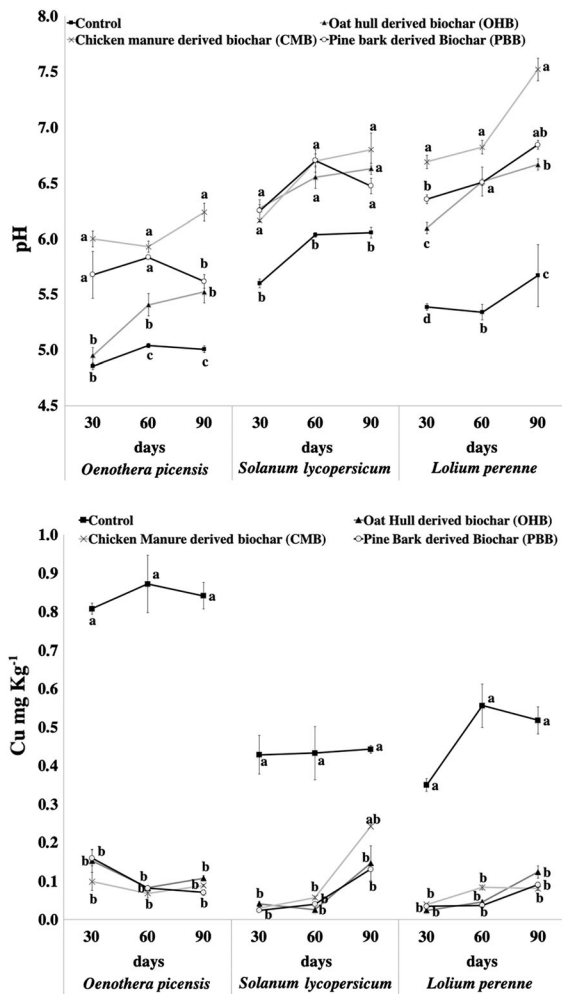 Control
Oat hull derived biochar (OHB)
Chicken manure derived biochar (CMB)
Pine bark derived Biochar (PBB)
8.0
7.5
7.0
6.5
6.0
5.5
5.0
4.5
pH
a
a
a
a
a
b
b
b
b
b
c
c
a
a
a
a
a
a
a
b
b
b
a
a
a
b
ab
a
b
c
d
b
c
30 60 90 30 60 90 30 60 90
days days days
Oenothera picensis Solanum lycopersicum Lolium perenne
Control
Oat Hull derived biochar (OHB)
Chicken Manure derived biochar (CMB)
Pine Bark derived Biochar (PBB)
1.0
0.9
0.8
0.7
0.6
0.5
0.4
0.3
0.2
0.1
0.0
Cu mg Kg-1
a
a
a
a
a
a
a
a
a
b
b
b
b
b
b
b
b
b
b
b
b
b
ab
b
b
b
b
b
b
b
b
b
b
30 60 90 30 60 90 30 60 90
days days days
Oenothera picensis Solanum lycopersicum Lolium perenne